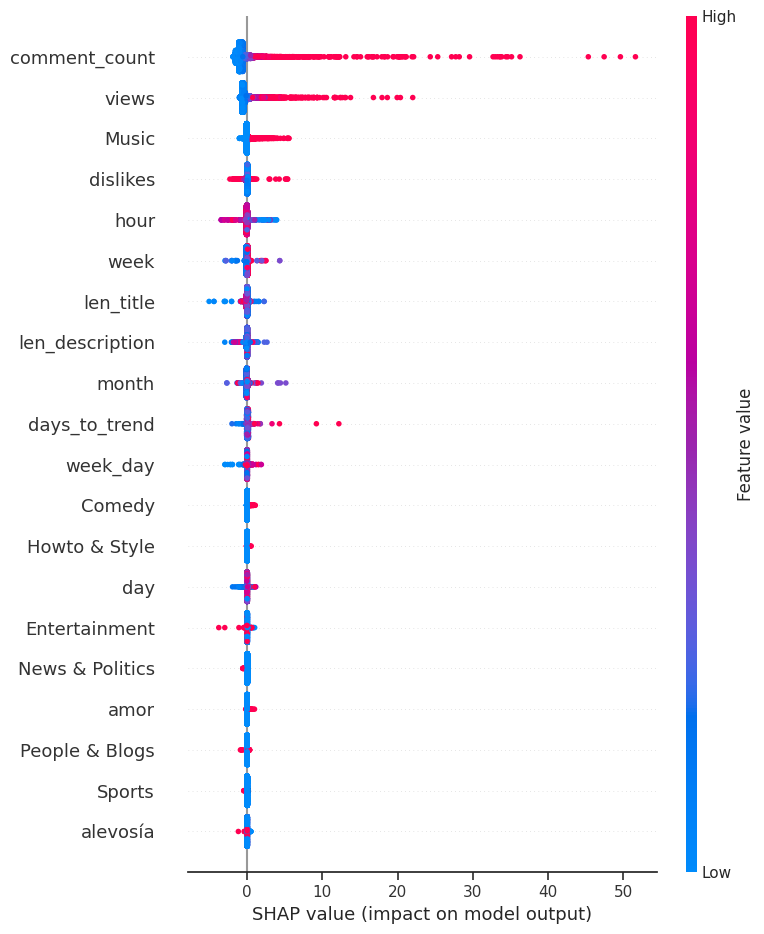 High
comment_count
views
Music
dislikes
hour
week
len_title
len_description
month
days_to_trend
week_day
Comedy
Howto & Style
day
Entertainment
News & Politics
amor
People & Blogs
Sports
alevosía
Feature value
Low
0 10 20 30 40 50
SHAP value (impact on model output)